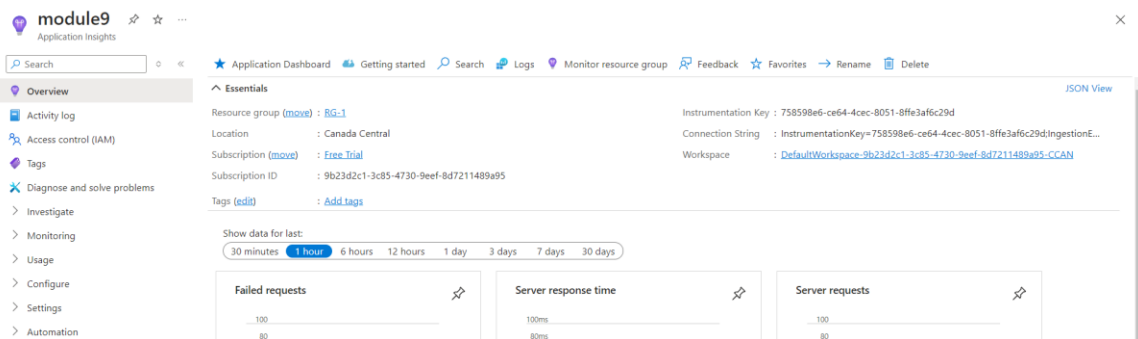 module9
Application Insights
Search
Application Dashboard Getting started Search Logs Monitor resource group Feedback Favorites Rename Delete
Overview
Activity log
Access control (IAM)
Tags
Diagnose and solve problems
Investigate
Monitoring
Usage
Configure
Settings
Automation
Essentials JSON View
Resource group (move) : RG-1
Location : Canada Central
Subscription (move) : Free Trial
Subscription ID : 9b23d2c1-3c85-4730-9eef-8d7211489a95
Tags (edit) : Add tags
Instrumentation Key : 758598e6-ce64-4cec-8051-8ffe3af6c29d
Connection String : InstrumentationKey=758598e6-ce64-4cec-8051-8ffe3af6c29d;IngestionE...
Workspace : DefaultWorkspace-9b23d2c1-3c85-4730-9eef-8d7211489a95-CCAN
Show data for last:
30 minutes 1 hour 6 hours 12 hours 1 day 3 days 7 days 30 days
Failed requests
100
80
Server response time
100ms
80ms
Server requests
100
80